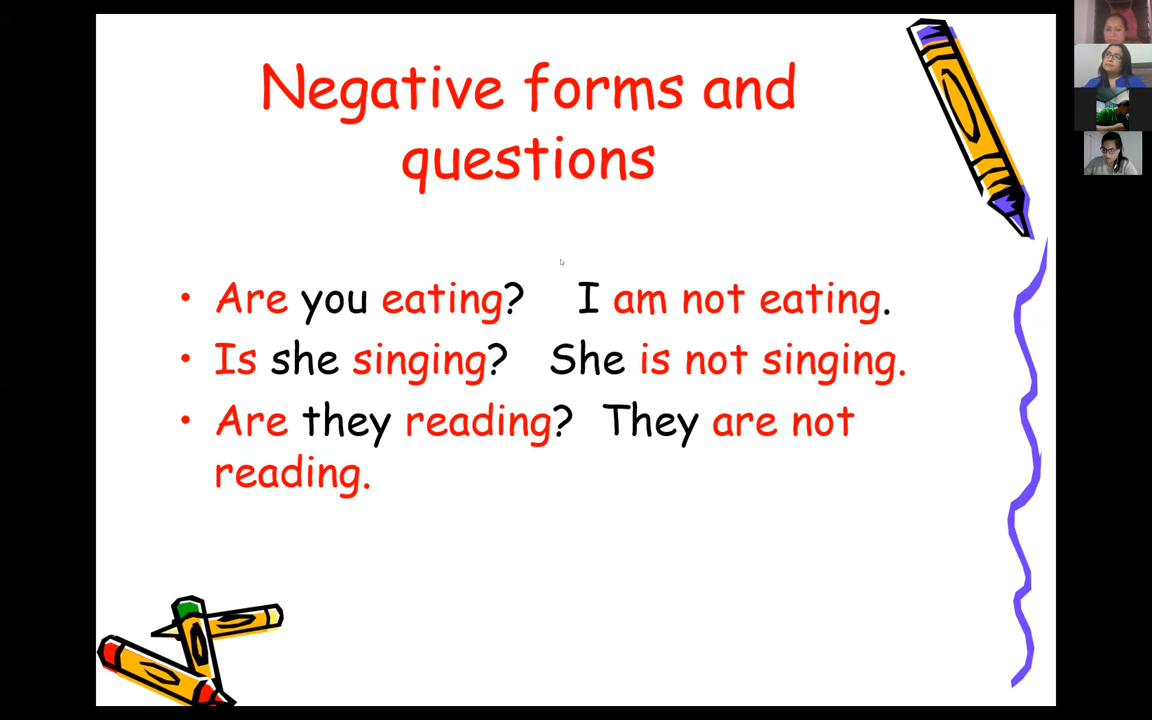 Negative forms and
questions
• Are you eating? I am not eating.
• Is she singing? She is not singing.
• Are they reading? They are not
reading.